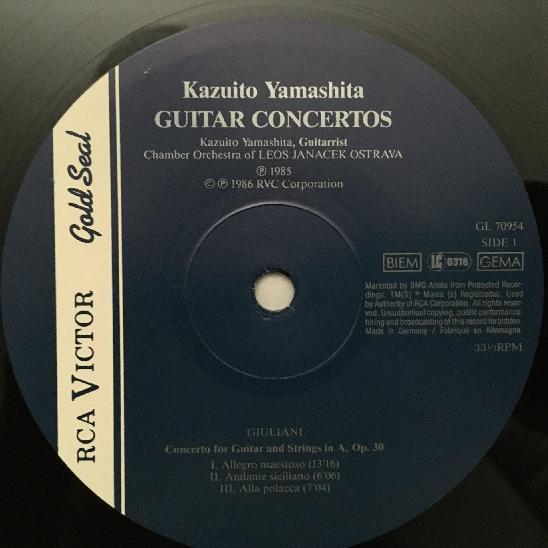 Kazuito Yamashita
GUITAR CONCERTOS
Kazuito Yamashita, Guitarrist
Chamber Orchestra of LEOS JANACEK OSTRAVA
℗ 1985
© ℗ 1986 RVC Corporation
RCA VICTOR Gold Seal
GL 70954
SIDE 1
BIEM LC 0316 GEMA
Marketed by BMG Ariola from Protected Recor-
dings. TM(S) ® Marca (s) Registradas. Used
by Authority of RCA Corporation. All rights reser-
ved. Unauthorised copying, public performance,
hiring and broadcasting of this record forbidden.
Made in Germany / Fabriqué en Allemagne.
33⅓RPM
GIULIANI
Concerto for Guitar and Strings in A, Op. 30
I. Allegro maestoso (13'16)
II. Andante siciliano (6'06)
III. Alla polacca (7'04)